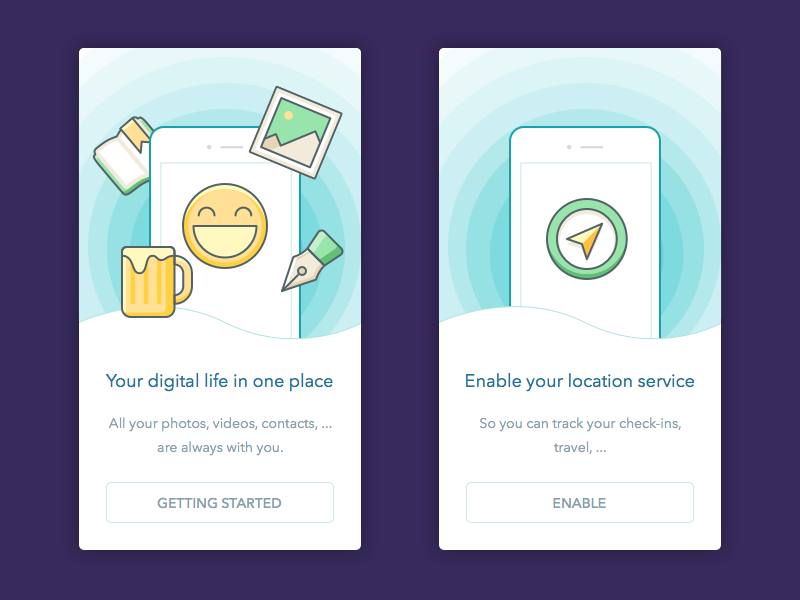 Your digital life in one place
All your photos, videos, contacts, ...
are always with you.
GETTING STARTED
Enable your location service
So you can track your check-ins,
travel, ...
ENABLE